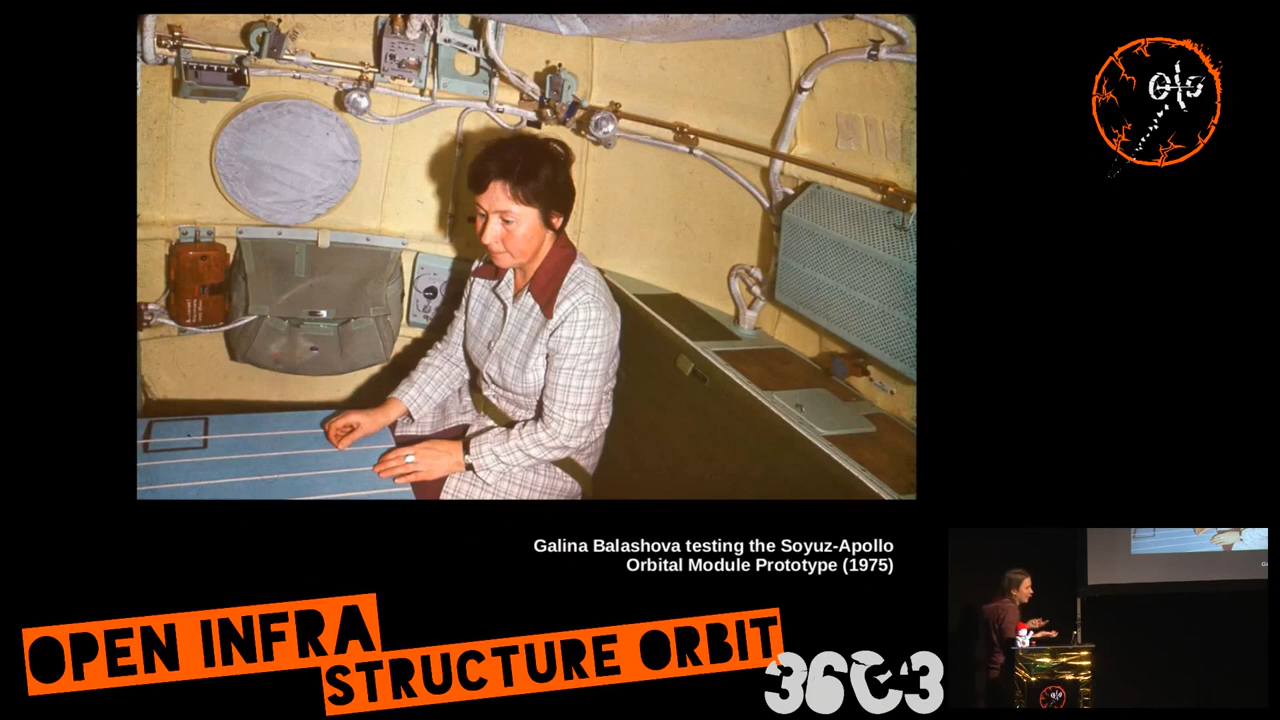 Galina Balashova testing the Soyuz-Apollo
Orbital Module Prototype (1975)
OPEN INFRA
STRUCTURE ORBIT
36C3